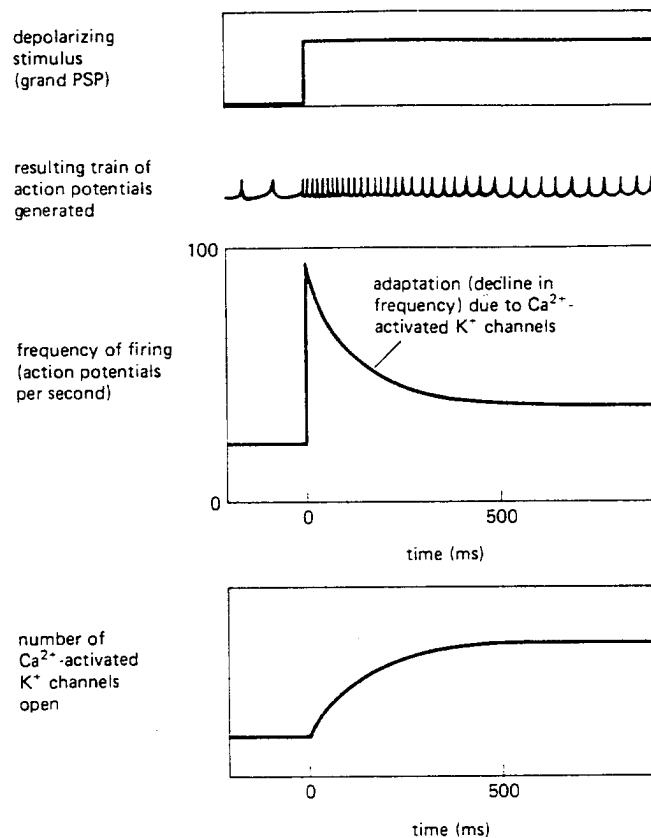 depolarizing
stimulus
(grand PSP)
resulting train of
action potentials
generated
100
adaptation (decline in
frequency) due to Ca²⁺-
activated K⁺ channels
frequency of firing
(action potentials
per second)
0
0
500
time (ms)
number of
Ca²⁺-activated
K⁺ channels
open
0
500
time (ms)